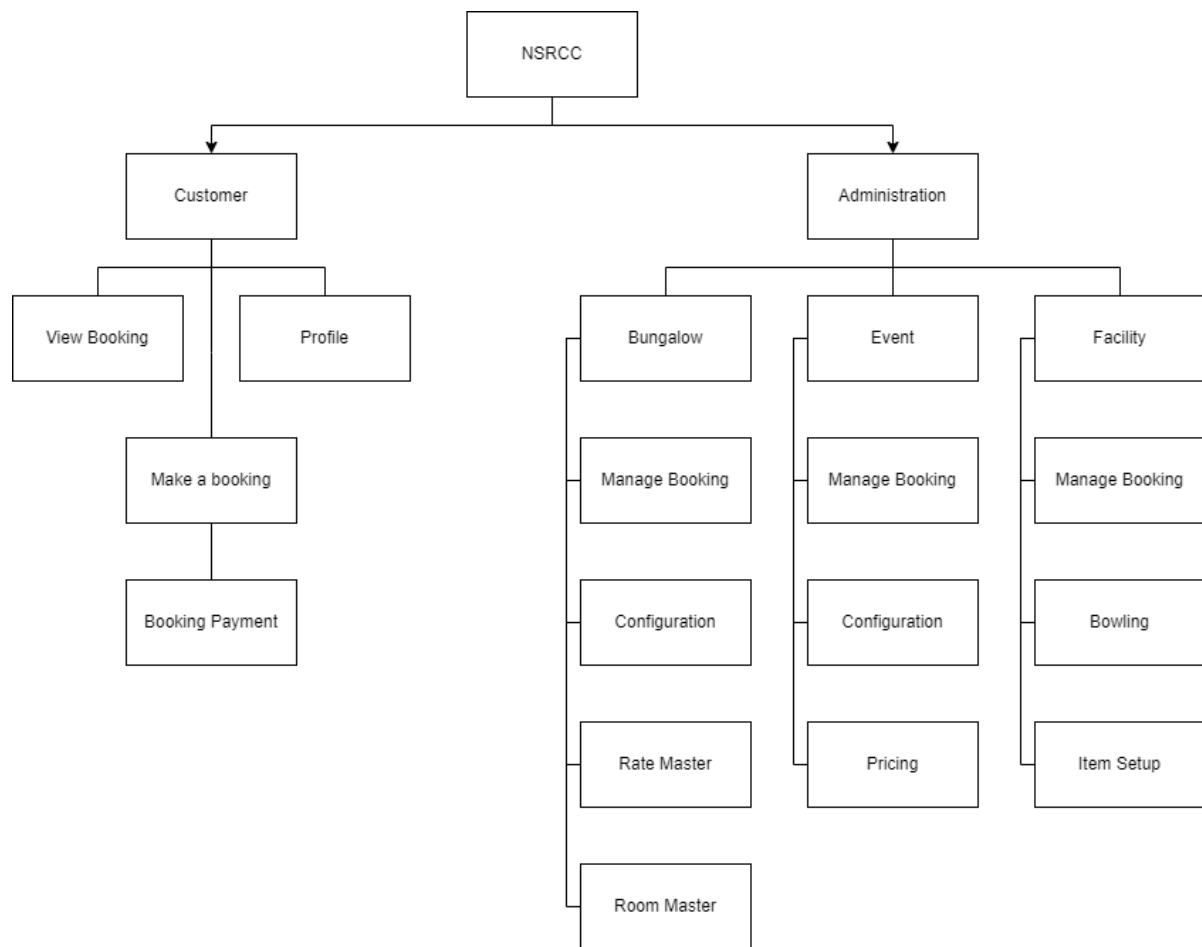 NSRCC
Customer
Administration
View Booking
Profile
Bungalow
Event
Facility
Make a booking
Manage Booking
Manage Booking
Manage Booking
Booking Payment
Configuration
Configuration
Bowling
Rate Master
Pricing
Item Setup
Room Master